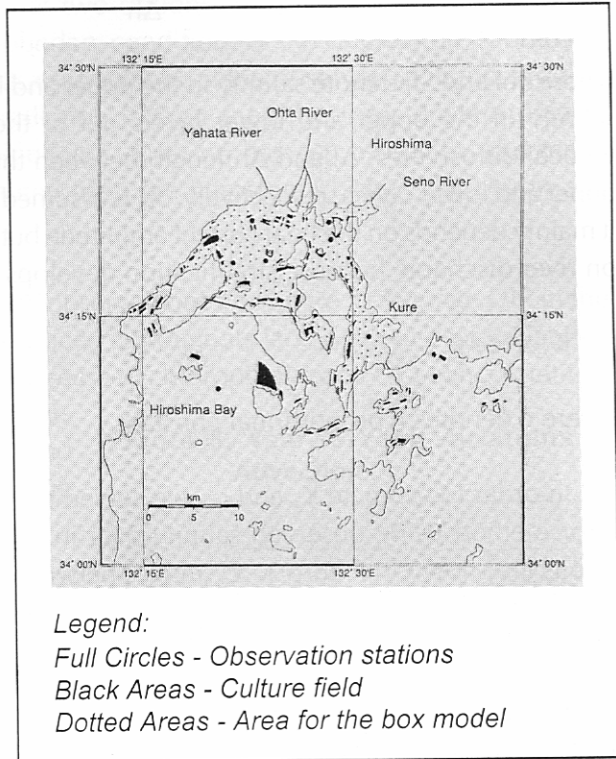 132° 15'E
132° 30'E
34° 30'N
34° 30'N
Ohta River
Yahata River
Hiroshima
Seno River
34° 15'N
Kure
34° 15'N
Hiroshima Bay
km
0 5 10
34° 00'N
34° 00'N
132° 15'E
132° 30'E
Legend:
Full Circles - Observation stations
Black Areas - Culture field
Dotted Areas - Area for the box model